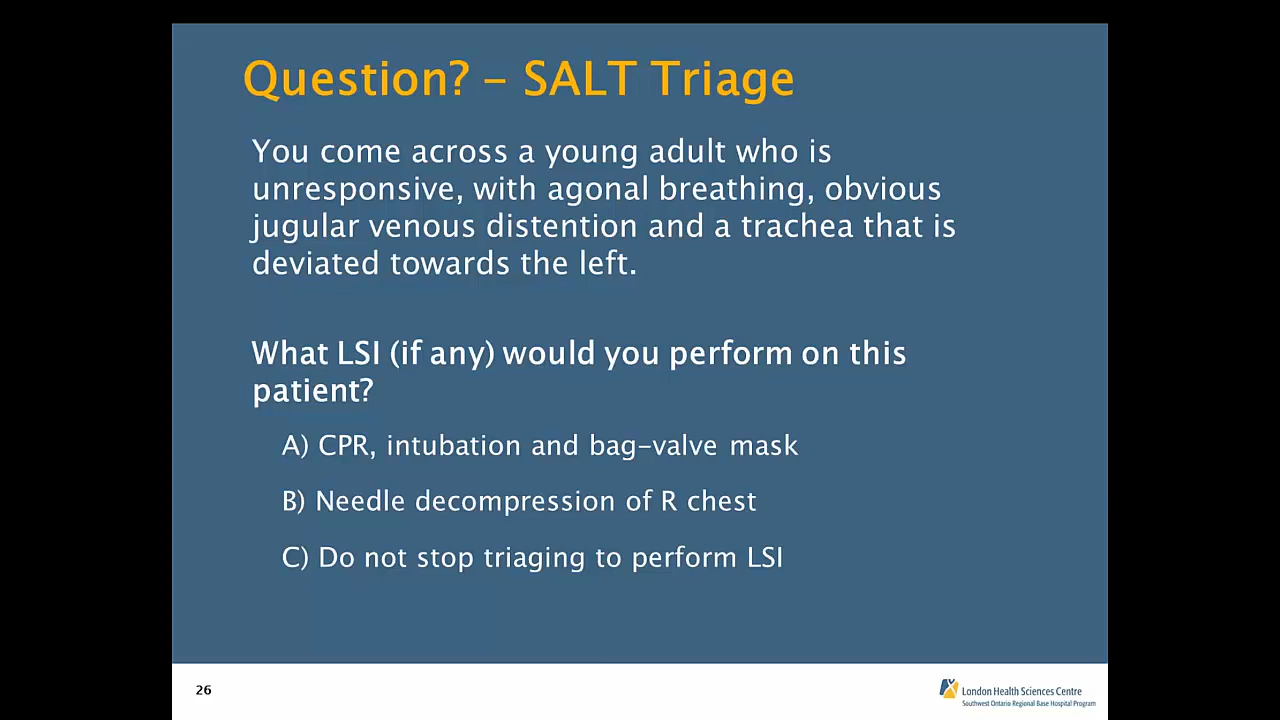 Question? – SALT Triage
You come across a young adult who is
unresponsive, with agonal breathing, obvious
jugular venous distention and a trachea that is
deviated towards the left.
What LSI (if any) would you perform on this
patient?
A) CPR, intubation and bag–valve mask
B) Needle decompression of R chest
C) Do not stop triaging to perform LSI
26
London Health Sciences Centre
Southwest Ontario Regional Base Hospital Program